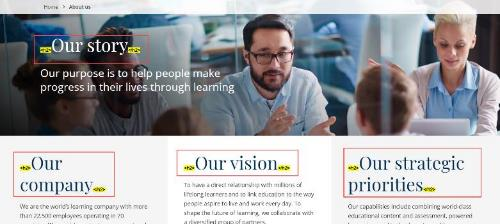 Home > About us
<h2>Our story<h2>
Our purpose is to help people make
progress in their lives through learning
Our
company
We are the world's learning company with more
than 22,500 employees operating in 70
Our vision
To have a direct relationship with millions of
lifelong learners and to link education to the way
people aspire to live and work every day. To
shape the future of learning, we collaborate with
a diversified group of partners.
Our strategic
priorities
Our capabilities include combining world-class
educational content and assessment, powered